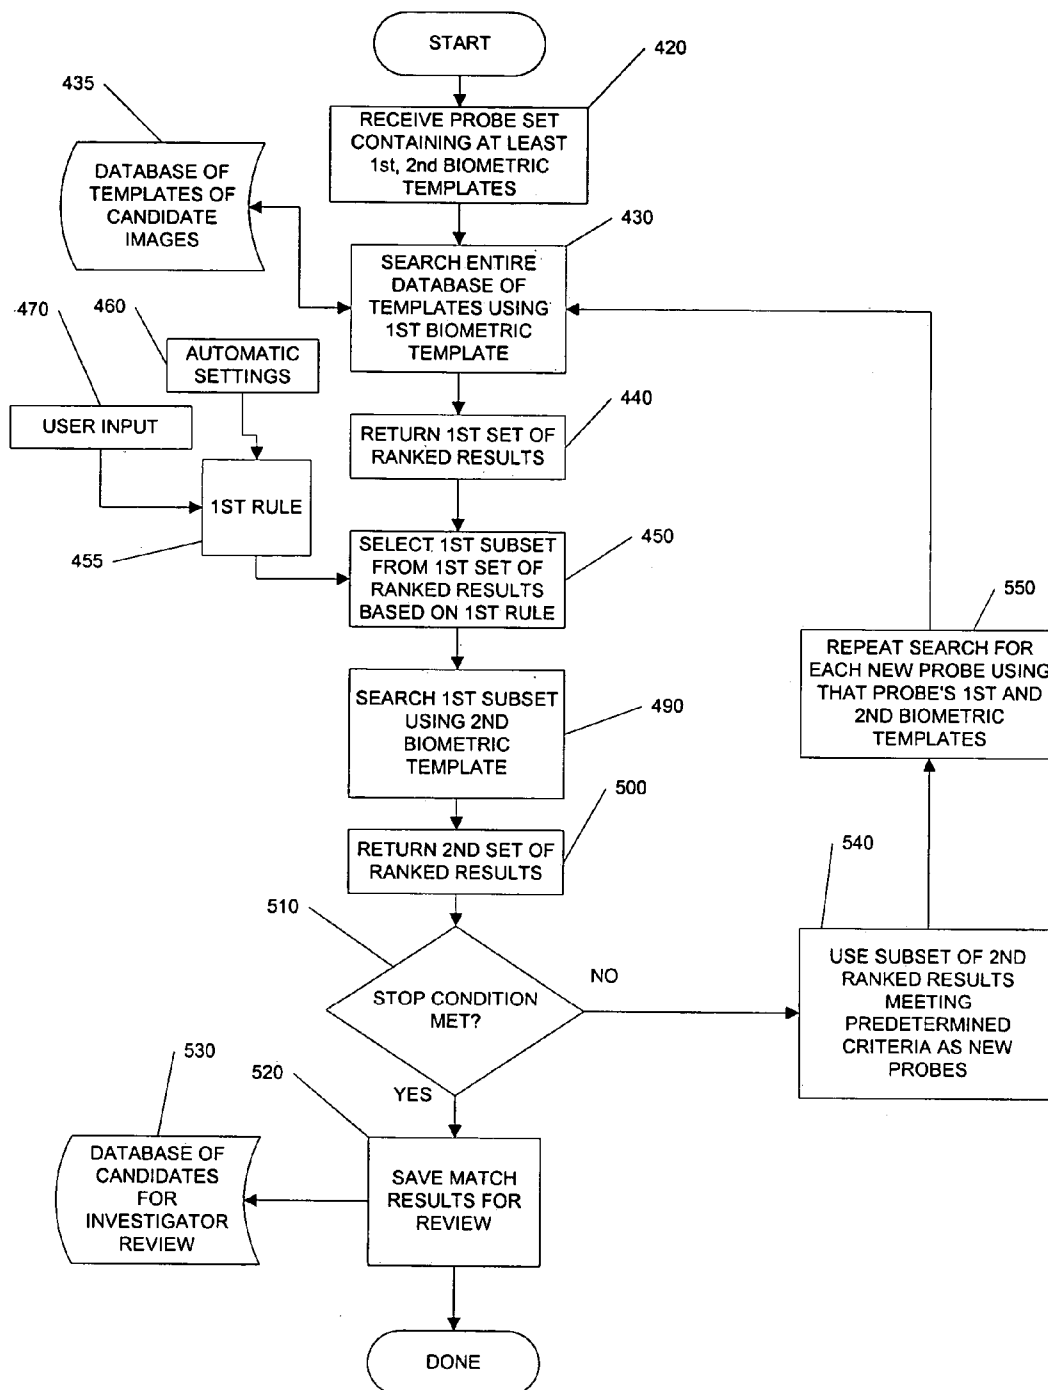 START
420
435
RECEIVE PROBE SET
CONTAINING AT LEAST
1st, 2nd BIOMETRIC
TEMPLATES
DATABASE OF
TEMPLATES OF
CANDIDATE
IMAGES
430
SEARCH ENTIRE
DATABASE OF
TEMPLATES USING
1ST BIOMETRIC
TEMPLATE
470
460
AUTOMATIC
SETTINGS
USER INPUT
440
RETURN 1ST SET OF
RANKED RESULTS
1ST RULE
455
450
SELECT 1ST SUBSET
FROM 1ST SET OF
RANKED RESULTS
BASED ON 1ST RULE
550
REPEAT SEARCH FOR
EACH NEW PROBE USING
THAT PROBE'S 1ST AND
2ND BIOMETRIC
TEMPLATES
SEARCH 1ST SUBSET
USING 2ND
BIOMETRIC
TEMPLATE
490
500
RETURN 2ND SET OF
RANKED RESULTS
540
510
STOP CONDITION
MET?
NO
USE SUBSET OF 2ND
RANKED RESULTS
MEETING
PREDETERMINED
CRITERIA AS NEW
PROBES
YES
530
520
DATABASE OF
CANDIDATES
FOR
INVESTIGATOR
REVIEW
SAVE MATCH
RESULTS FOR
REVIEW
DONE